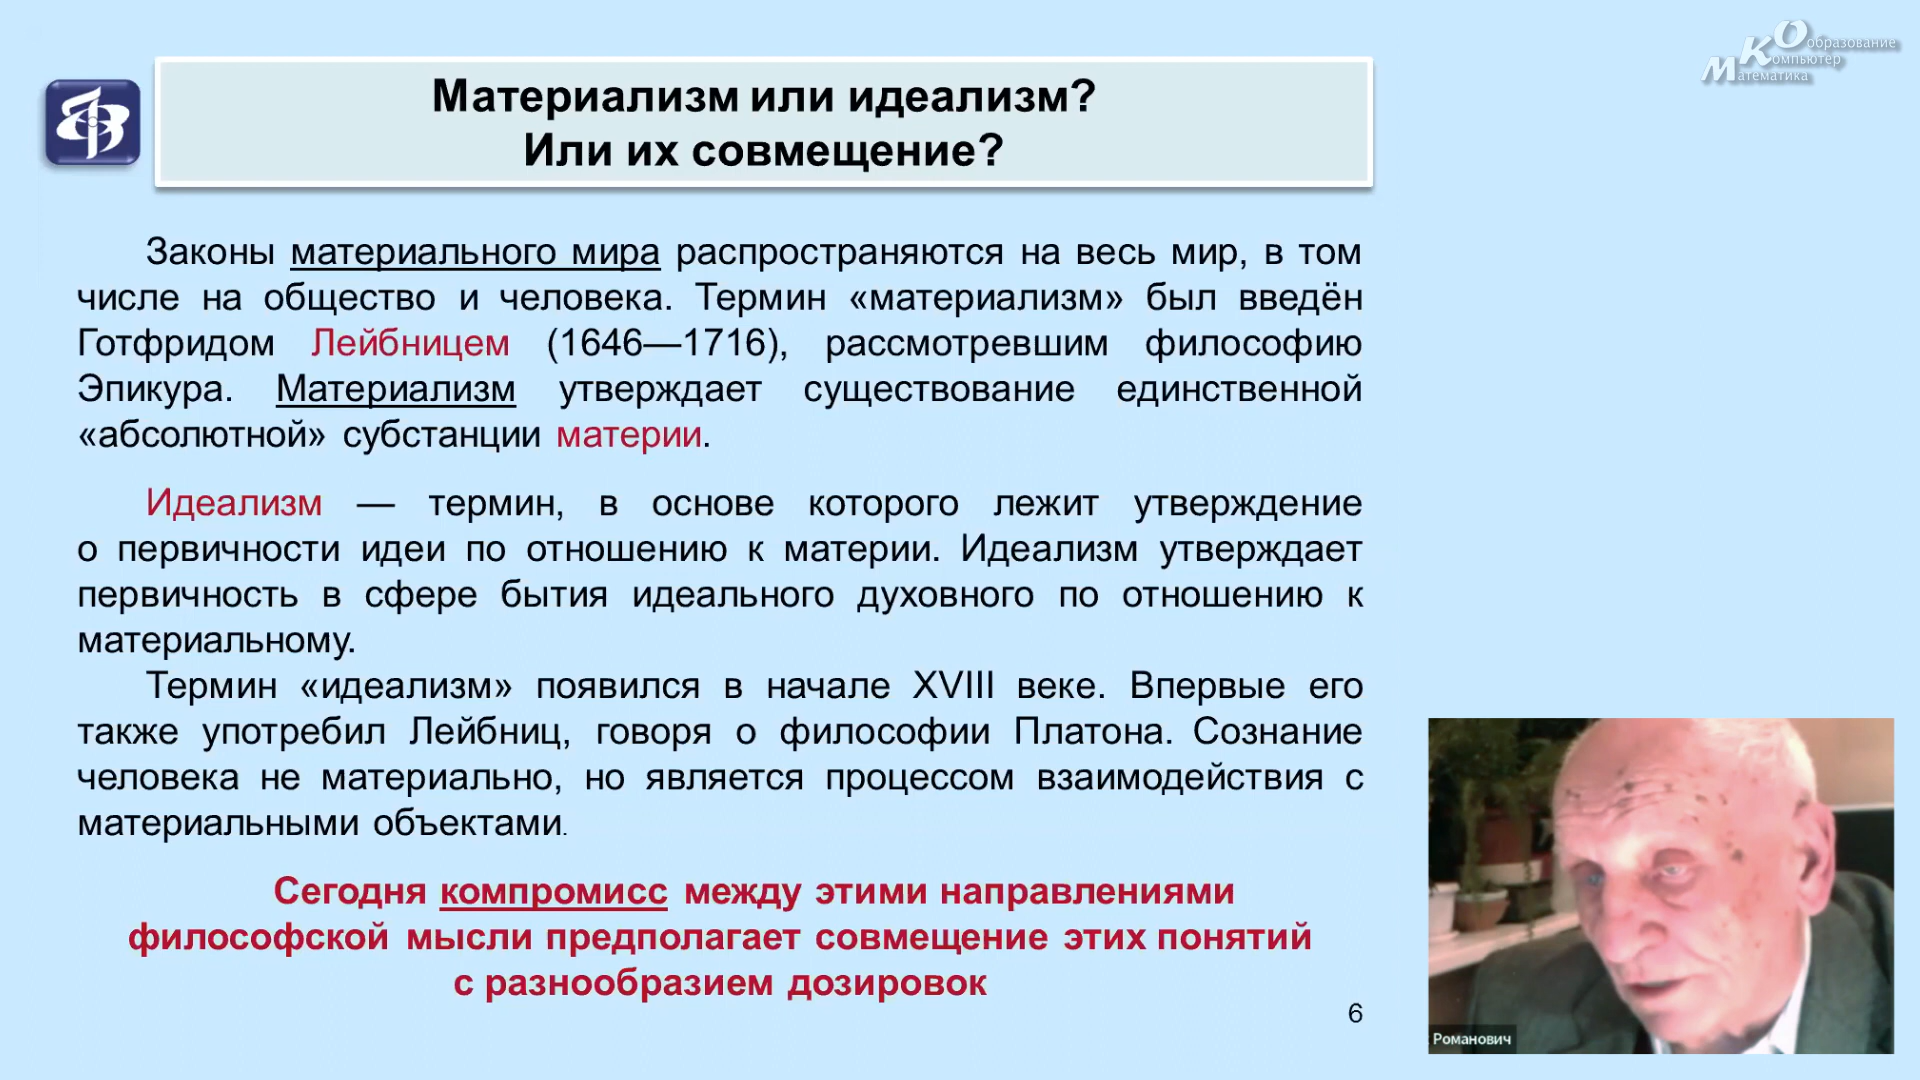 Материализм или идеализм?
Или их совмещение?
Математика
Компьютер
Образование
Законы материального мира распространяются на весь мир, в том
числе на общество и человека. Термин «материализм» был введён
Готфридом Лейбницем (1646—1716), рассмотревшим философию
Эпикура. Материализм утверждает существование единственной
«абсолютной» субстанции материи.
Идеализм — термин, в основе которого лежит утверждение
о первичности идеи по отношению к материи. Идеализм утверждает
первичность в сфере бытия идеального духовного по отношению к
материальному.
Термин «идеализм» появился в начале XVIII веке. Впервые его
также употребил Лейбниц, говоря о философии Платона. Сознание
человека не материально, но является процессом взаимодействия с
материальными объектами.
Сегодня компромисс между этими направлениями
философской мысли предполагает совмещение этих понятий
с разнообразием дозировок
6
Романович